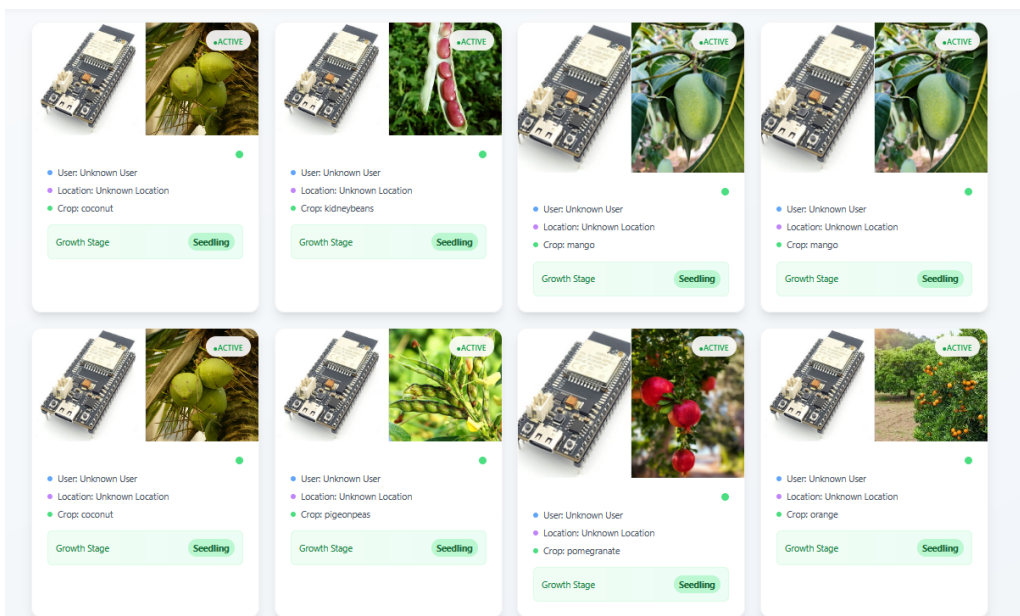 ACTIVE
User: Unknown User
Location: Unknown Location
Crop: coconut
Growth Stage Seedling
ACTIVE
User: Unknown User
Location: Unknown Location
Crop: kidneybeans
Growth Stage Seedling
ACTIVE
User: Unknown User
Location: Unknown Location
Crop: mango
Growth Stage Seedling
ACTIVE
User: Unknown User
Location: Unknown Location
Crop: mango
Growth Stage Seedling
ACTIVE
User: Unknown User
Location: Unknown Location
Crop: coconut
Growth Stage Seedling
ACTIVE
User: Unknown User
Location: Unknown Location
Crop: pigeonpeas
Growth Stage Seedling
ACTIVE
User: Unknown User
Location: Unknown Location
Crop: pomegranate
Growth Stage Seedling
ACTIVE
User: Unknown User
Location: Unknown Location
Crop: orange
Growth Stage Seedling